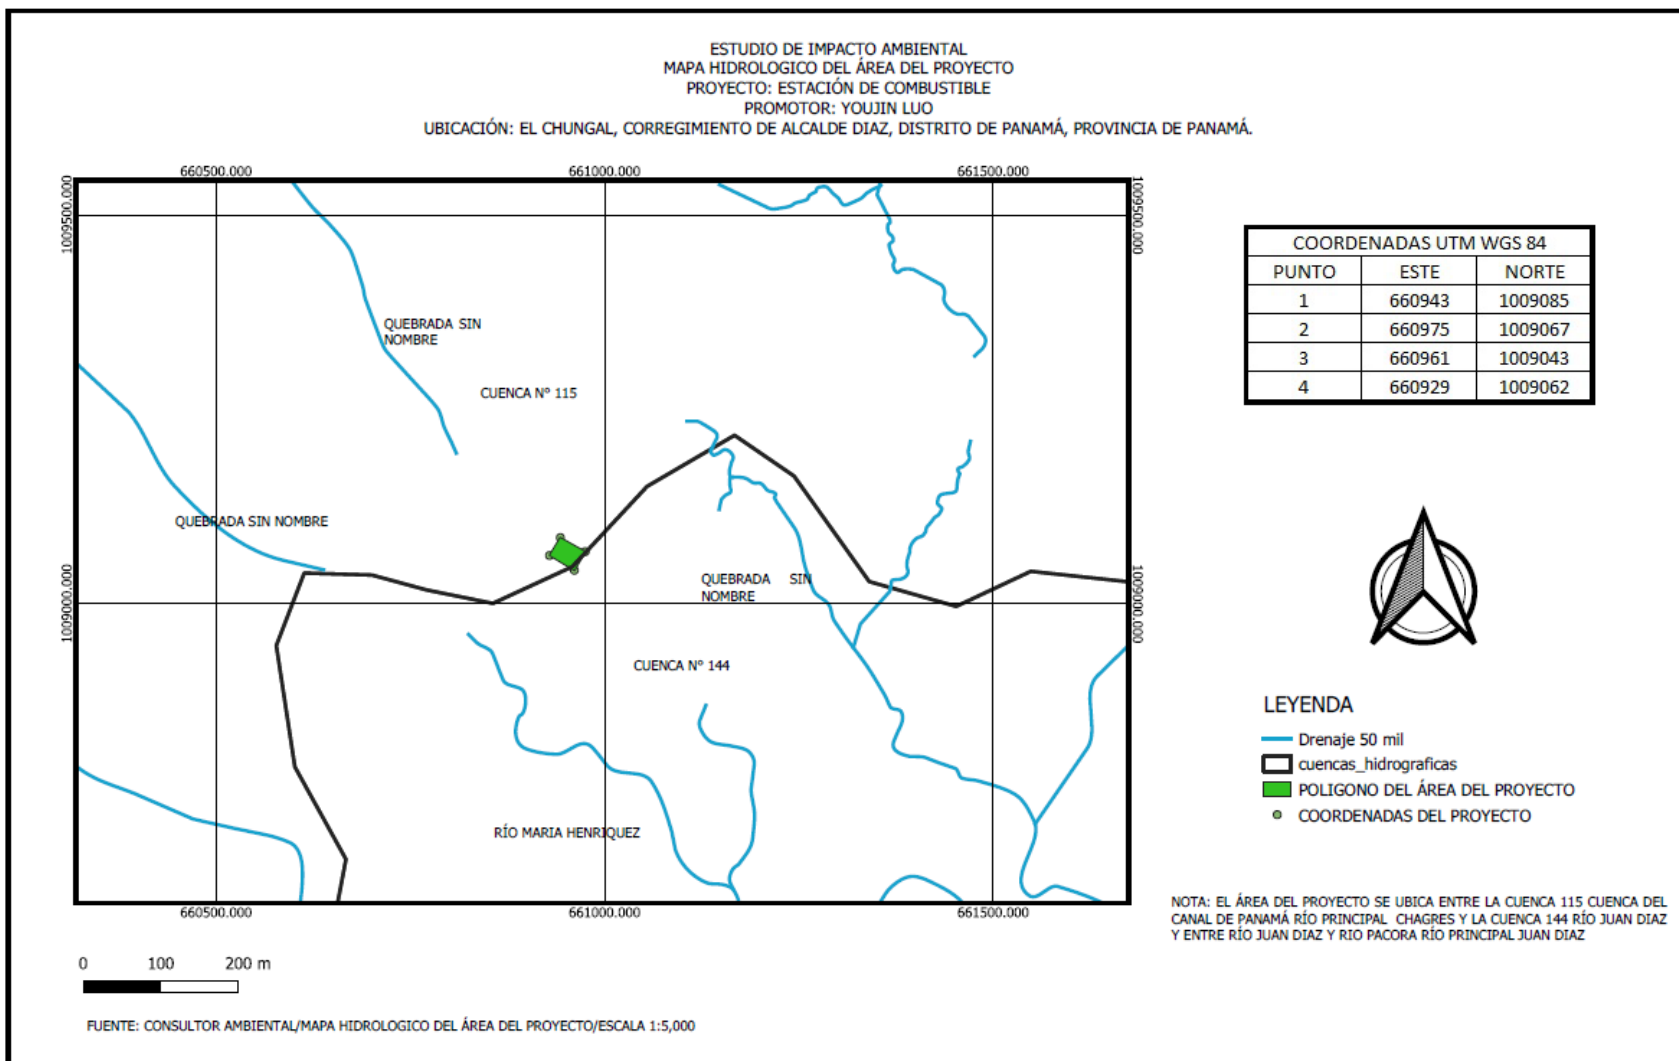 ESTUDIO DE IMPACTO AMBIENTAL
MAPA HIDROLOGICO DEL ÁREA DEL PROYECTO
PROYECTO: ESTACIÓN DE COMBUSTIBLE
PROMOTOR: YOUJIN LUO
UBICACIÓN: EL CHUNGAL, CORREGIMIENTO DE ALCALDE DIAZ, DISTRITO DE PANAMÁ, PROVINCIA DE PANAMÁ.
660500.000 661000.000 661500.000
1009500.000 1009500.000
QUEBRADA SIN
NOMBRE
CUENCA Nº 115
QUEBRADA SIN NOMBRE
QUEBRADA SIN
NOMBRE
1009000.000 1009000.000
CUENCA Nº 144
RÍO MARIA HENRIQUEZ
660500.000 661000.000 661500.000
0 100 200 m
FUENTE: CONSULTOR AMBIENTAL/MAPA HIDROLOGICO DEL ÁREA DEL PROYECTO/ESCALA 1:5,000
COORDENADAS UTM WGS 84
PUNTO ESTE NORTE
1 660943 1009085
2 660975 1009067
3 660961 1009043
4 660929 1009062
LEYENDA
Drenaje 50 mil
cuencas_hidrograficas
POLIGONO DEL ÁREA DEL PROYECTO
COORDENADAS DEL PROYECTO
NOTA: EL ÁREA DEL PROYECTO SE UBICA ENTRE LA CUENCA 115 CUENCA DEL
CANAL DE PANAMÁ RÍO PRINCIPAL CHAGRES Y LA CUENCA 144 RÍO JUAN DIAZ
Y ENTRE RÍO JUAN DIAZ Y RIO PACORA RÍO PRINCIPAL JUAN DIAZ